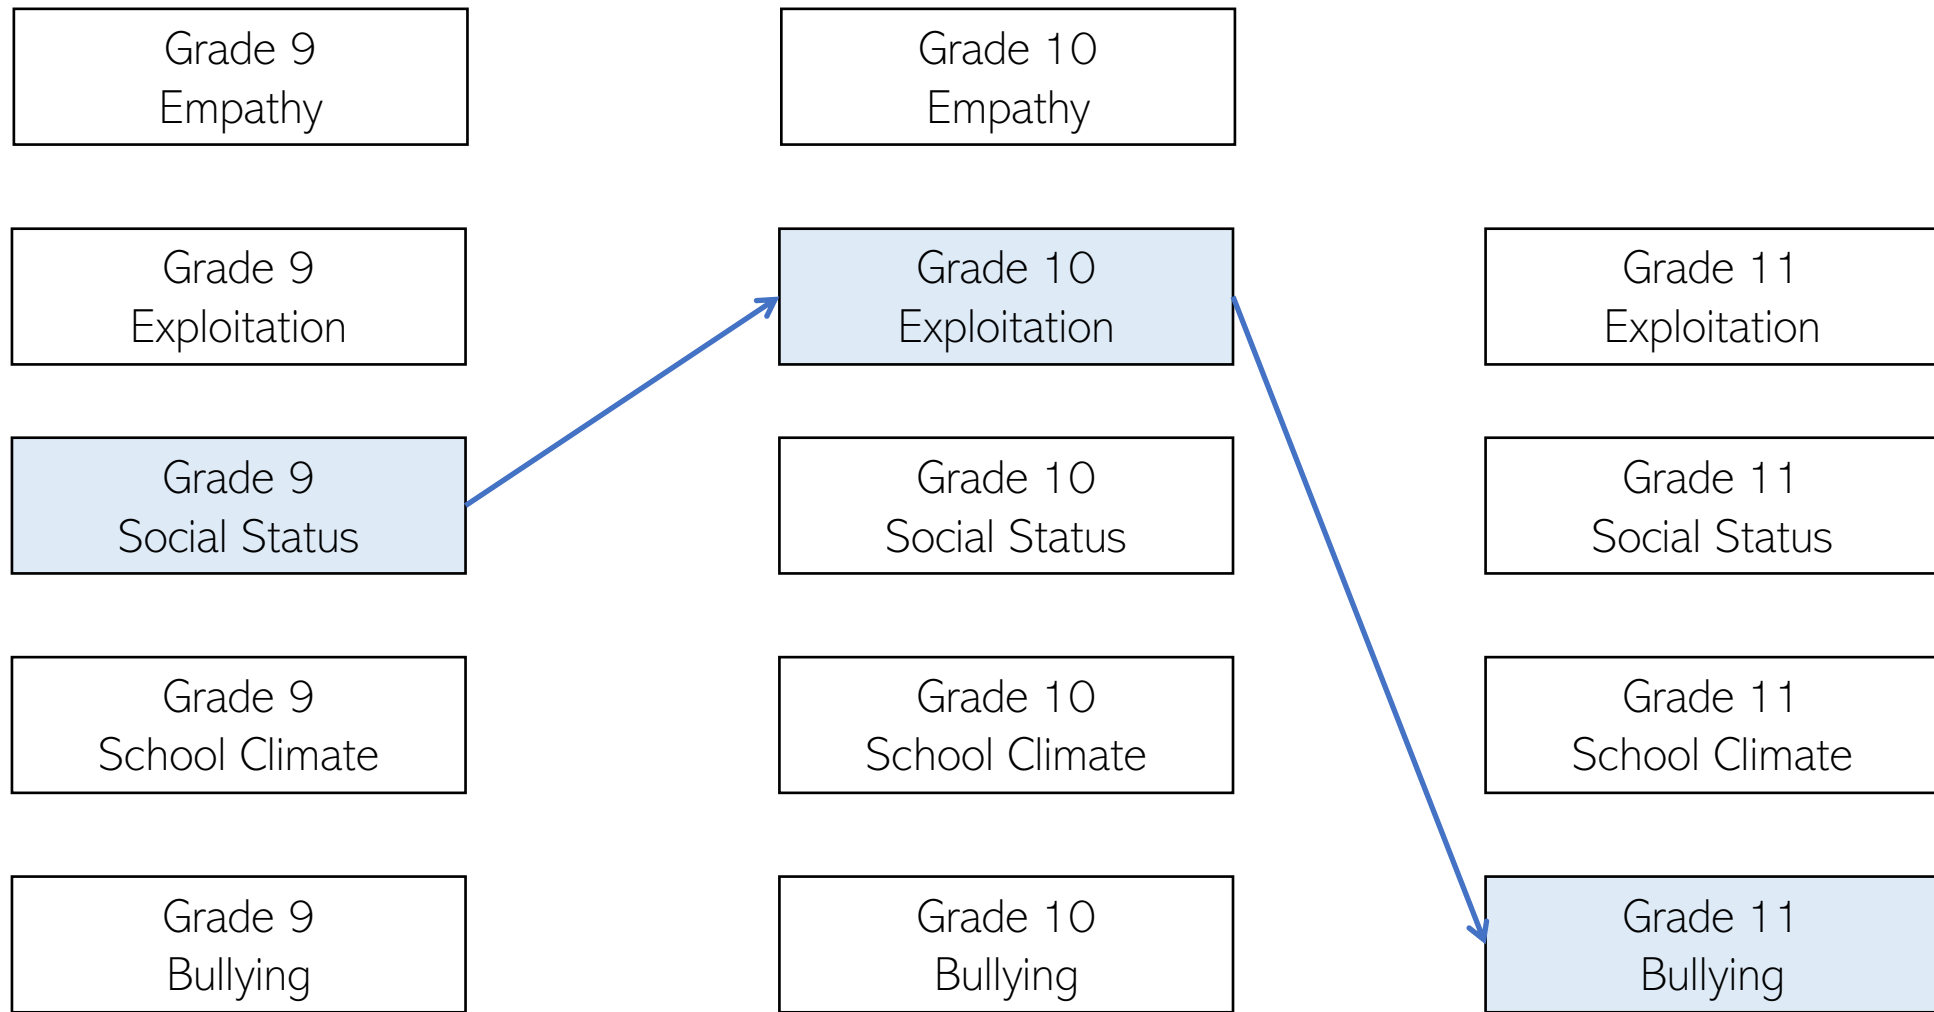 Grade 9
Empathy
Grade 10
Empathy
Grade 9
Exploitation
Grade 10
Exploitation
Grade 11
Exploitation
Grade 9
Social Status
Grade 10
Social Status
Grade 11
Social Status
Grade 9
School Climate
Grade 10
School Climate
Grade 11
School Climate
Grade 9
Bullying
Grade 10
Bullying
Grade 11
Bullying